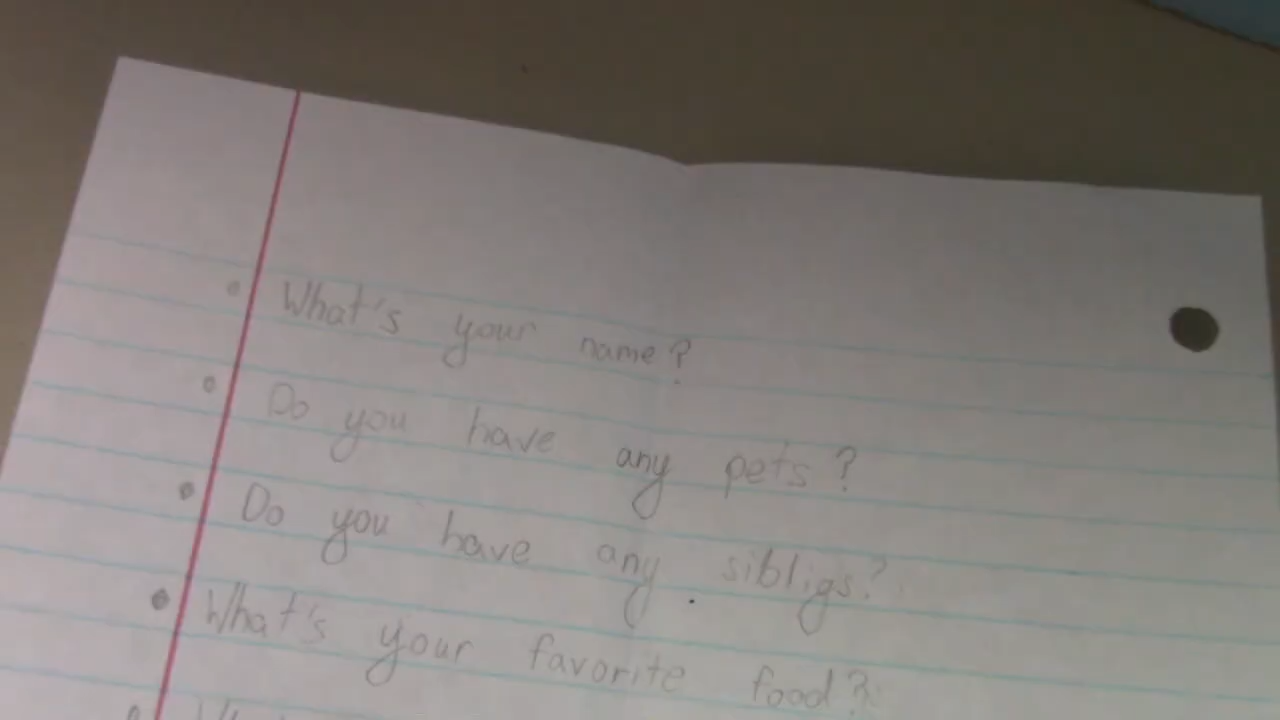 • What's your name?
• Do you have any pets?
• Do you have any sibligs?
• What's your favorite food?